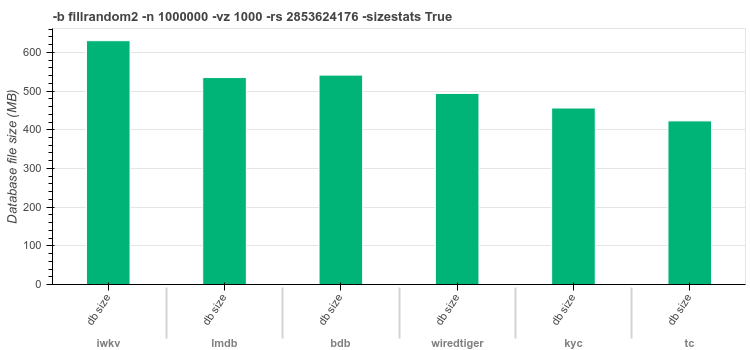 -b fillrandom2 -n 1000000 -vz 1000 -rs 2853624176 -sizestats True
Database file size (MB)
600
500
400
300
200
100
0
db size db size db size db size db size db size
iwkv lmdb bdb wiredtiger kyc tc